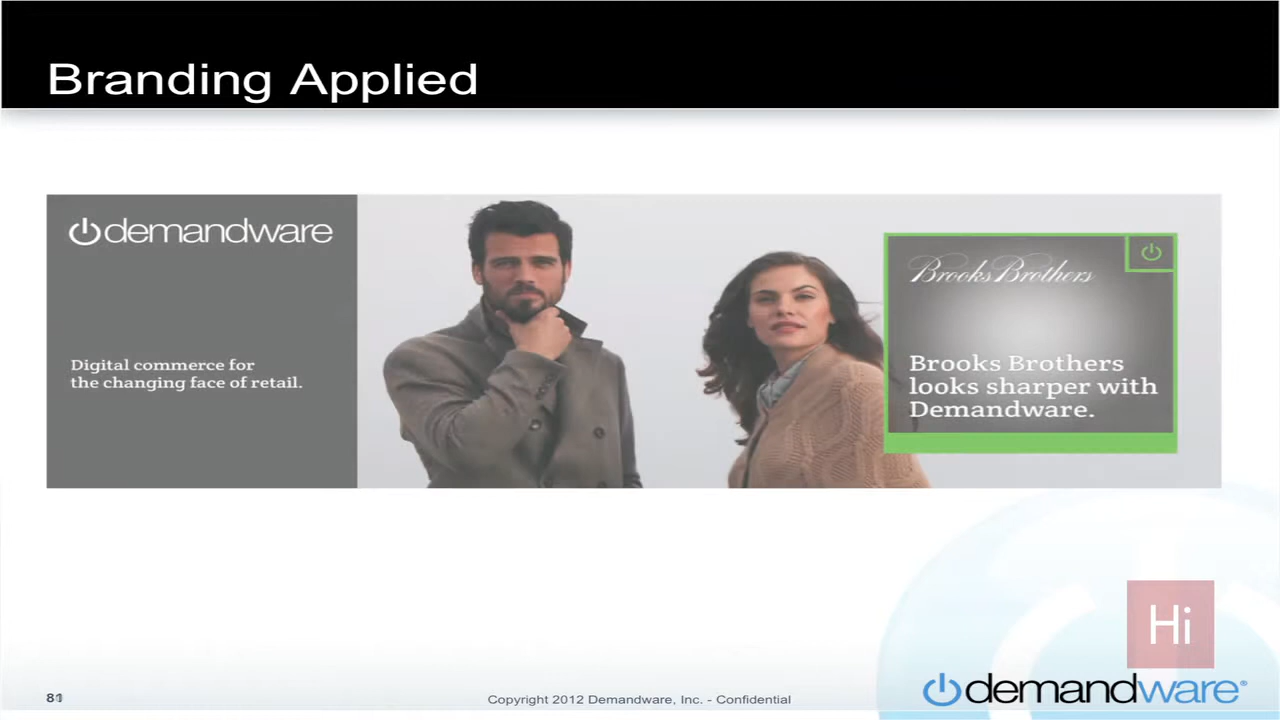 Branding Applied
demandware
Digital commerce for
the changing face of retail.
Brooks Brothers
Brooks Brothers
looks sharper with
Demandware.
Hi
Copyright 2012 Demandware, Inc. - Confidential
demandware®